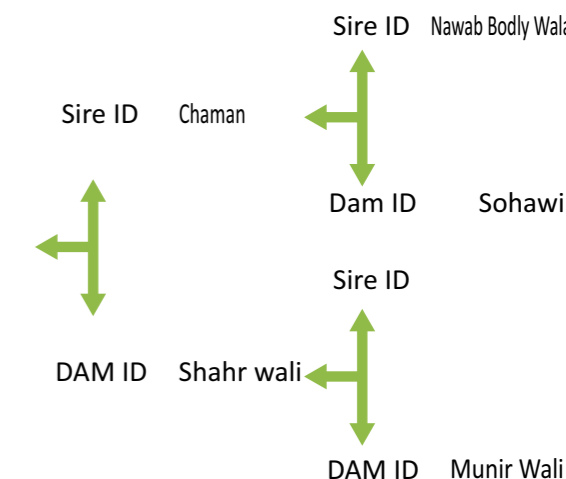 Sire ID Nawab Bodly Wala
Sire ID Chaman
Dam ID Sohawi
Sire ID
DAM ID Shahr wali
DAM ID Munir Wali